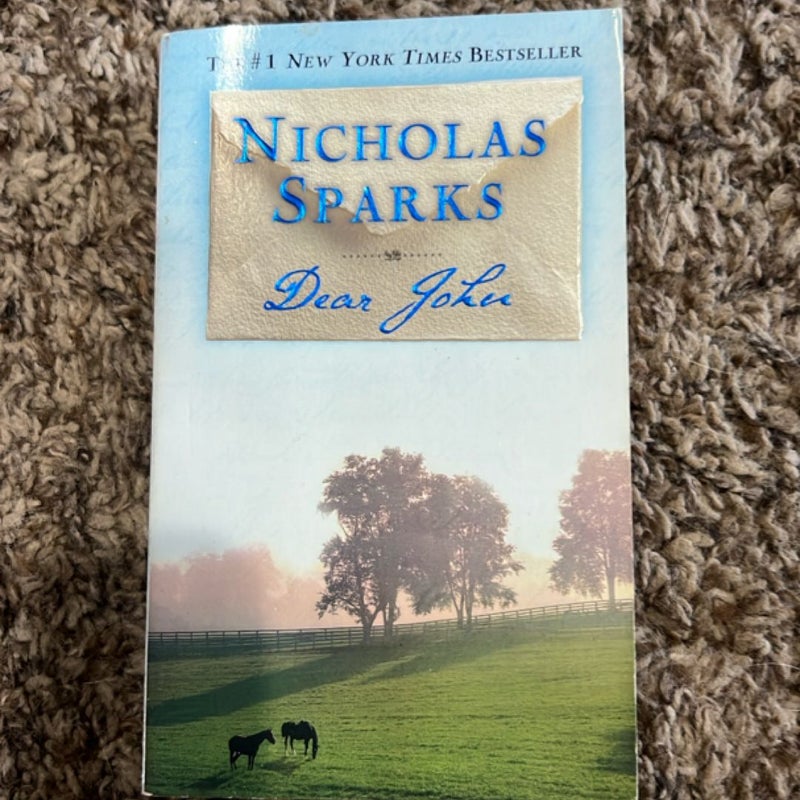 THE #1 NEW YORK TIMES BESTSELLER
NICHOLAS
SPARKS
Dear John